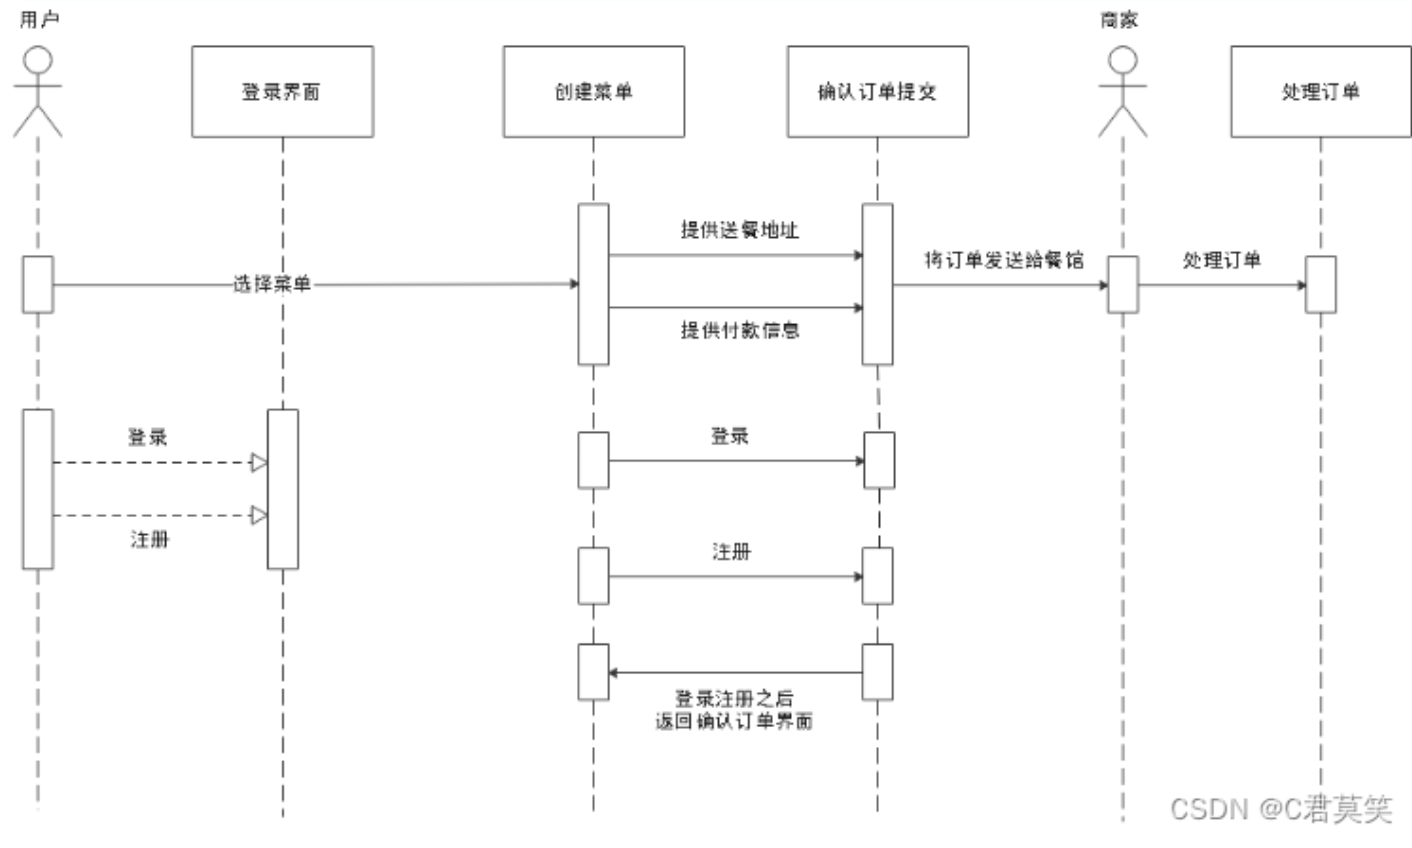 用户
商家
登录界面
创建菜单
确认订单提交
处理订单
提供送餐地址
将订单发送给餐馆
处理订单
选择菜单
提供付款信息
登录
登录
注册
注册
登录注册之后
返回确认订单界面
CSDN @C君莫笑